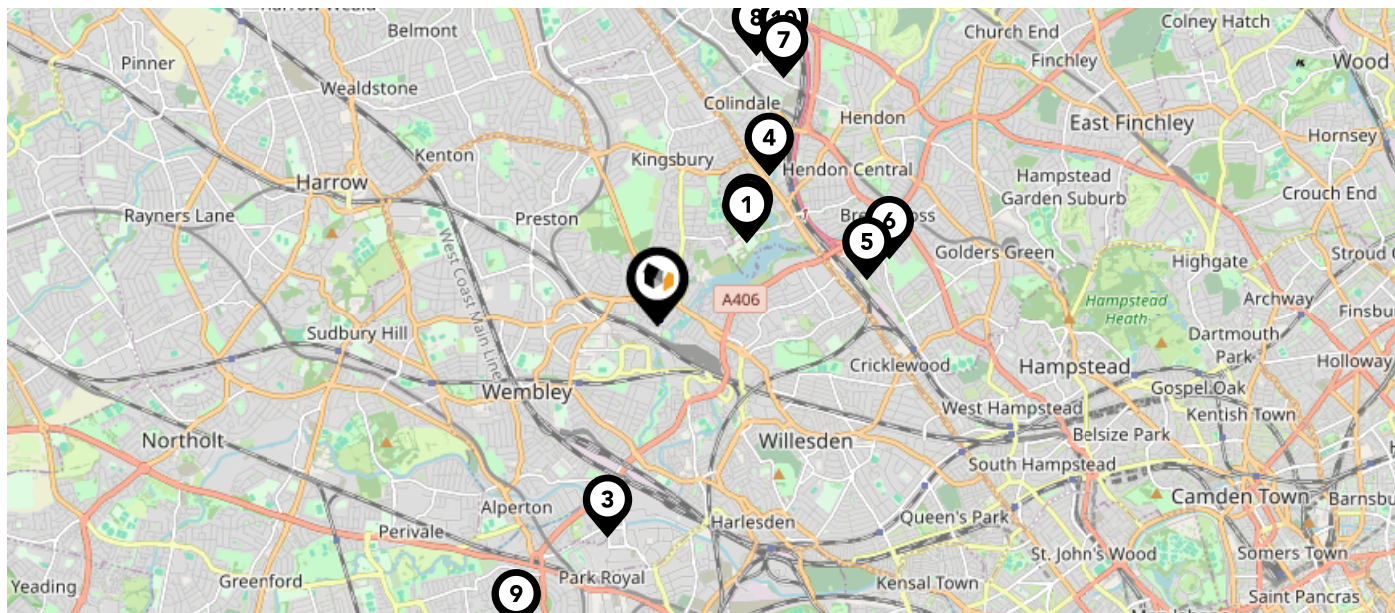 Harrow Weald
8
10
7
Belmont
Colney Hatch
Church End
Pinner
Finchley
Wood
Wealdstone
Colindale
Hendon
East Finchley
4
Hornsey
Kenton
Kingsbury
Hendon Central
Hampstead
Garden Suburb
Harrow
Crouch End
1
1
Rayners Lane
Preston
6
5
Golders Green
Stroud
Highgate
West Coast Main Line
A406
Hampstead
Heath
Archway
Finsbu
Sudbury Hill
Dartmouth
Park
Cricklewood
Hampstead
Holloway
Wembley
Gospel Oak
West Hampstead
Kentish Town
Northolt
Willesden
Belsize Park
South Hampstead
3
Camden Town
Barnsbu
Alperton
Harlesden
Queen's Park
Perivale
St. John's Wood
Somers Town
Yeading
Greenford
Park Royal
Kensal Town
9
Saint Pancras